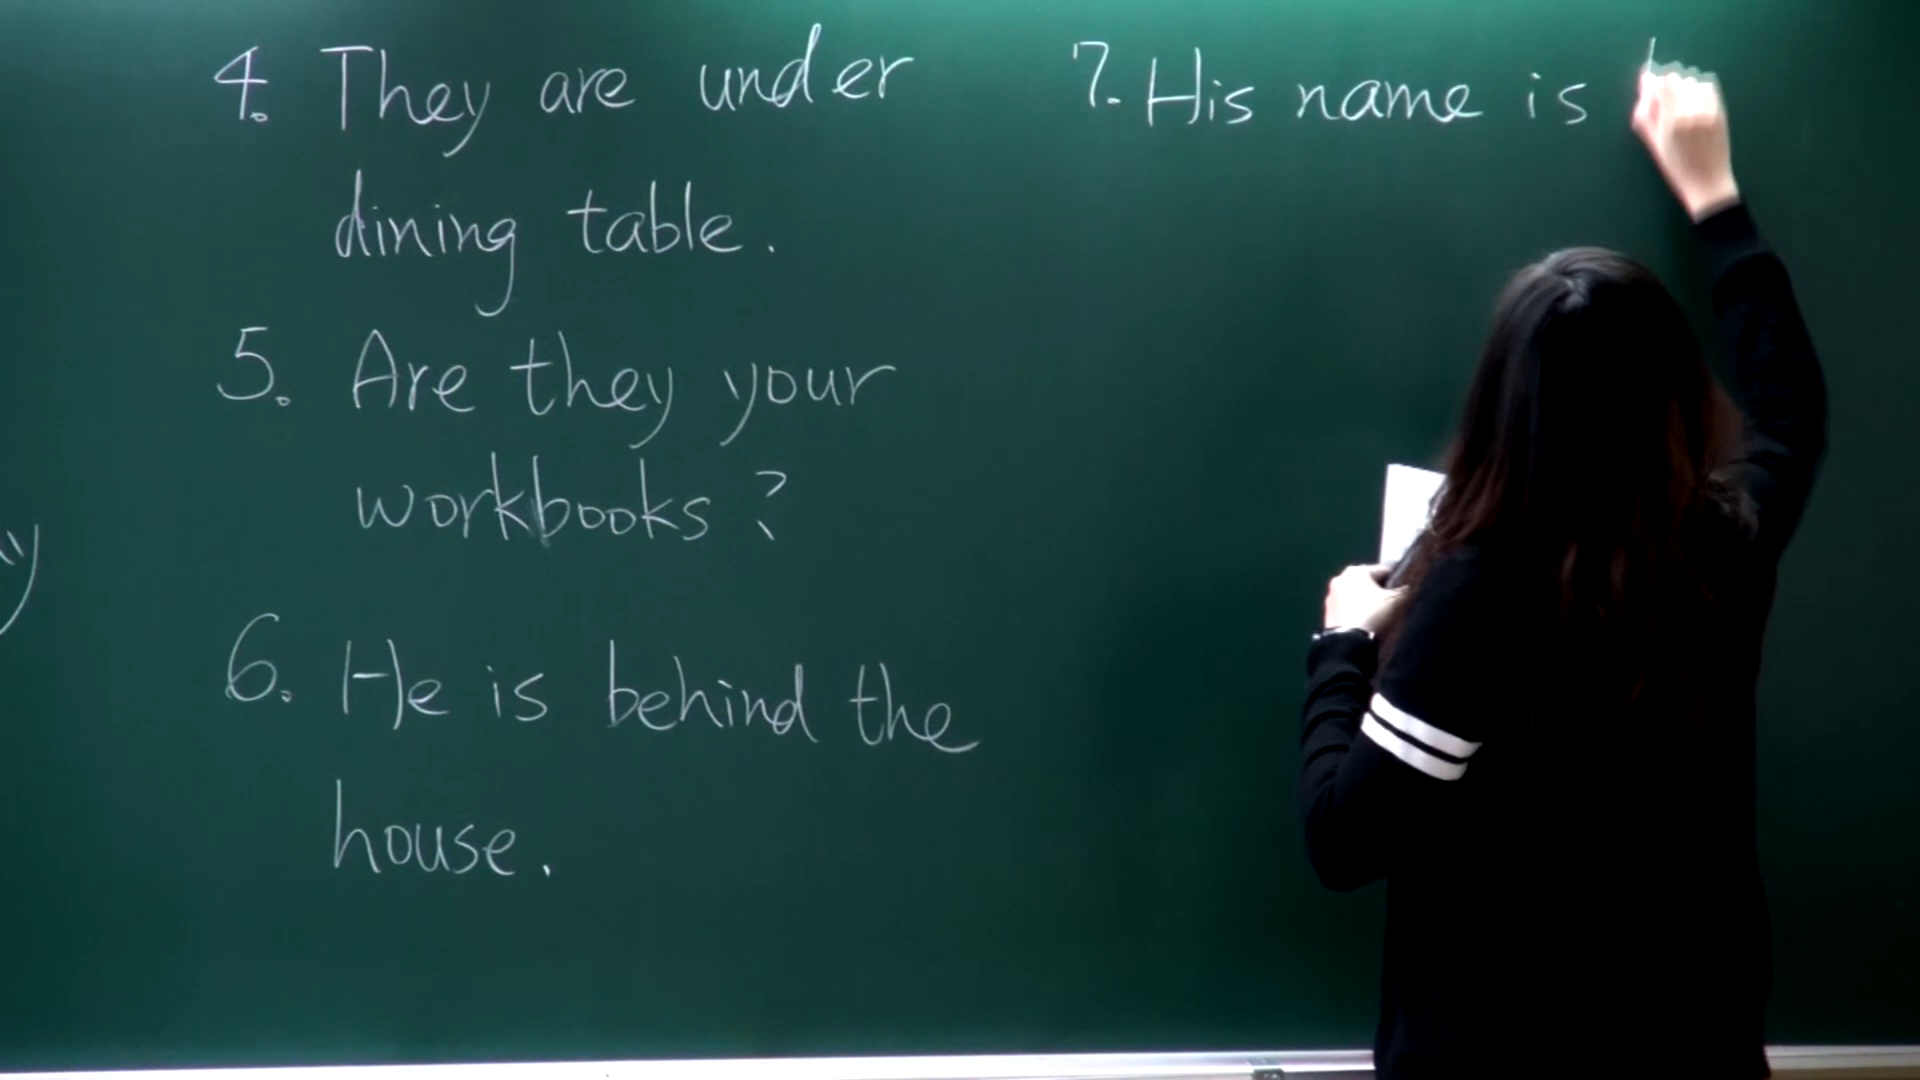 4. They are under
dining table.
5. Are they your
workbooks?
6. He is behind the
house.
7. His name is